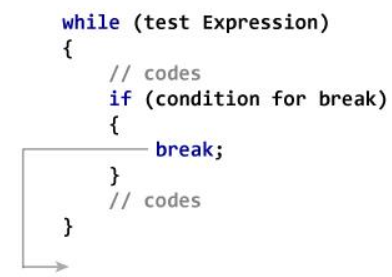 while (test Expression)
{
// codes
if (condition for break)
{
break;
}
// codes
}